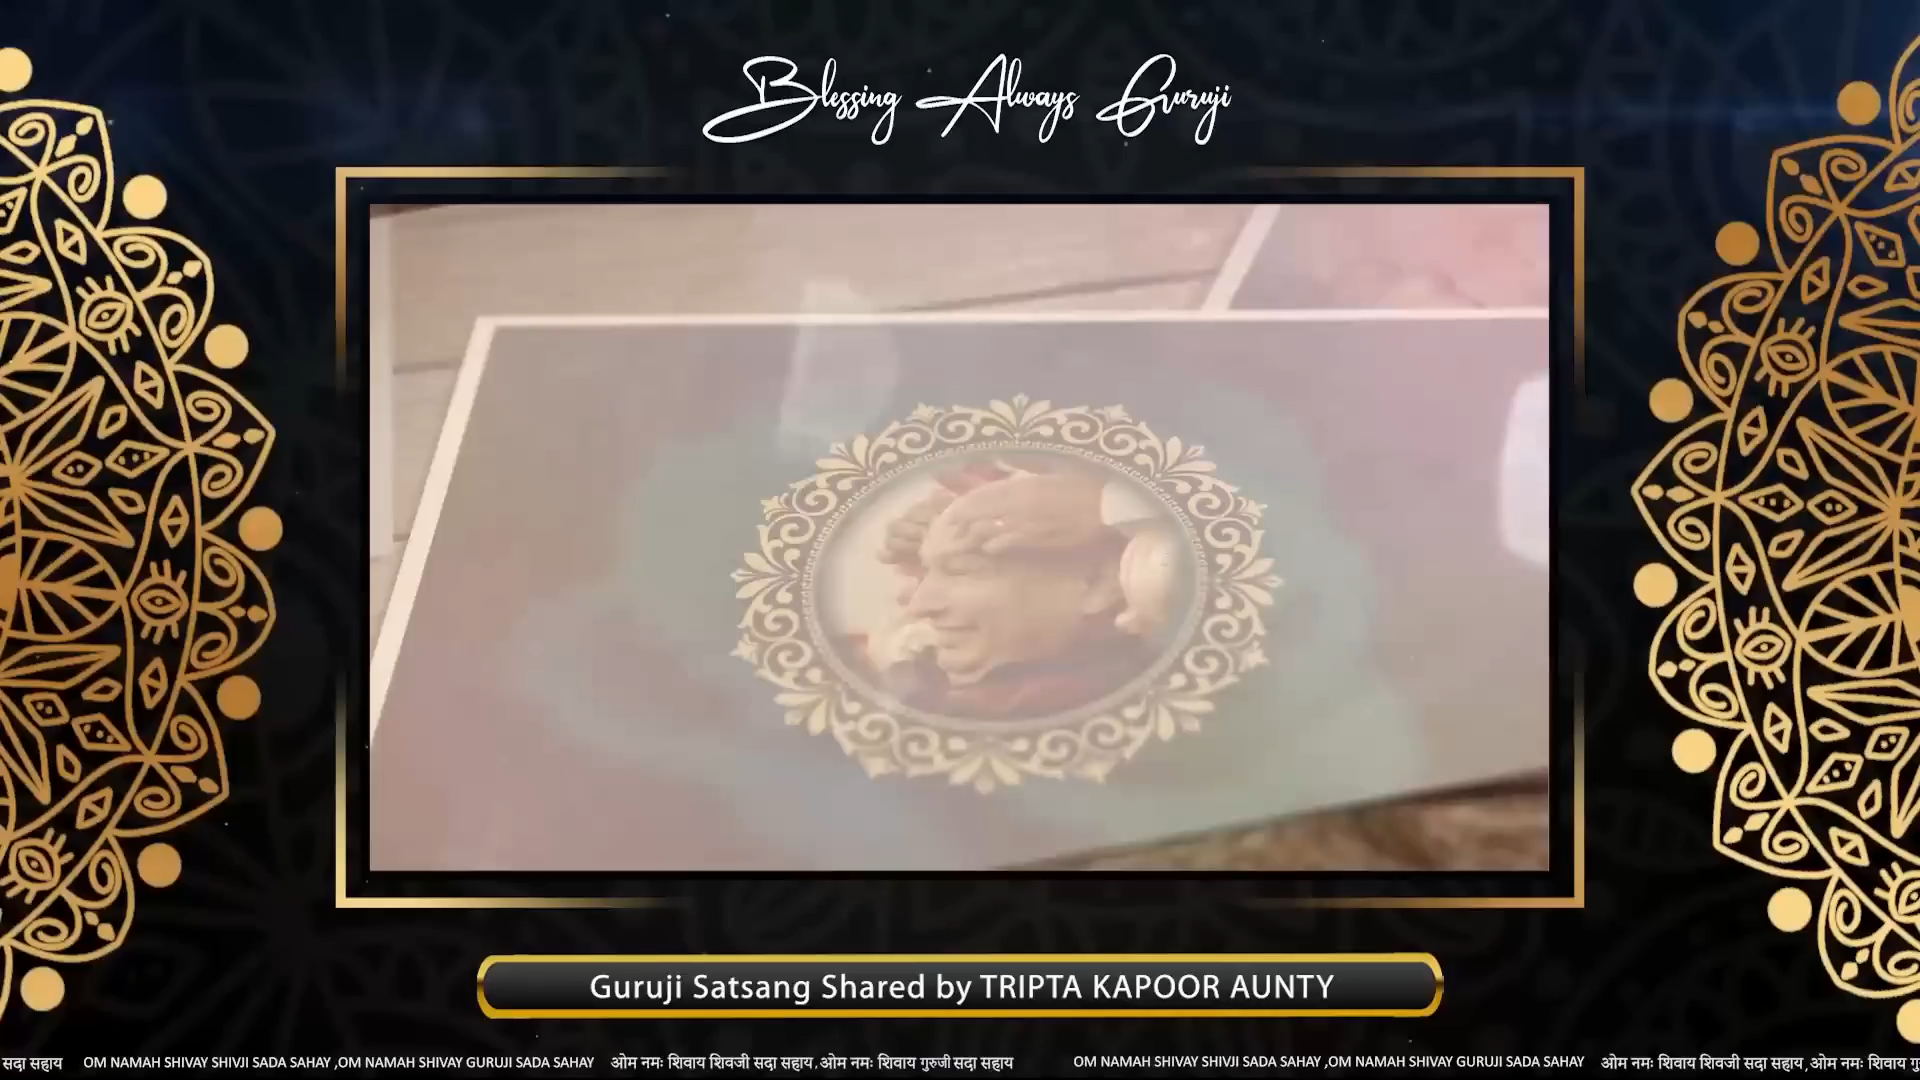 Blessing Always Guruji
Guruji Satsang Shared by TRIPTA KAPOOR AUNTY
सदा सहाय OM NAMAH SHIVAY SHIVJI SADA SAHAY ,OM NAMAH SHIVAY GURUJI SADA SAHAY ओम नमः शिवाय शिवजी सदा सहाय,ओम नमः शिवाय गुरुजी सदा सहाय OM NAMAH SHIVAY SHIVJI SADA SAHAY ,OM NAMAH SHIVAY GURUJI SADA SAHAY ओम नमः शिवाय शिवजी सदा सहाय,ओम नमः शिवाय